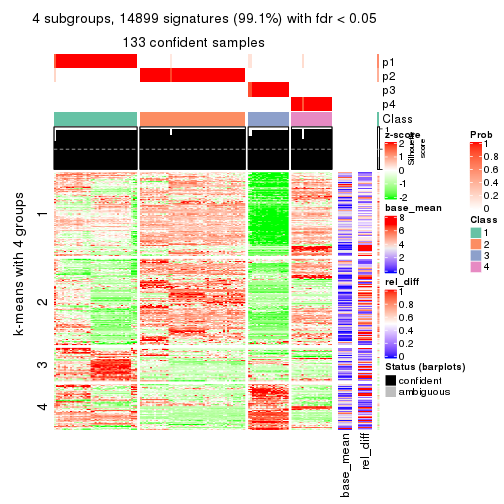 4 subgroups, 14899 signatures (99.1%) with fdr < 0.05
133 confident samples
p1
p2
p3
p4
Class
1
Silhouette
score
k-means with 4 groups
1
2
3
4
base_mean
rel_diff
z-score
2
1
0
-1
-2
base_mean
8
6
4
2
0
rel_diff
1
0.8
0.6
0.4
0.2
0
Status (barplots)
confident
ambiguous
Prob
1
0.8
0.6
0.4
0.2
0
Class
1
2
3
4